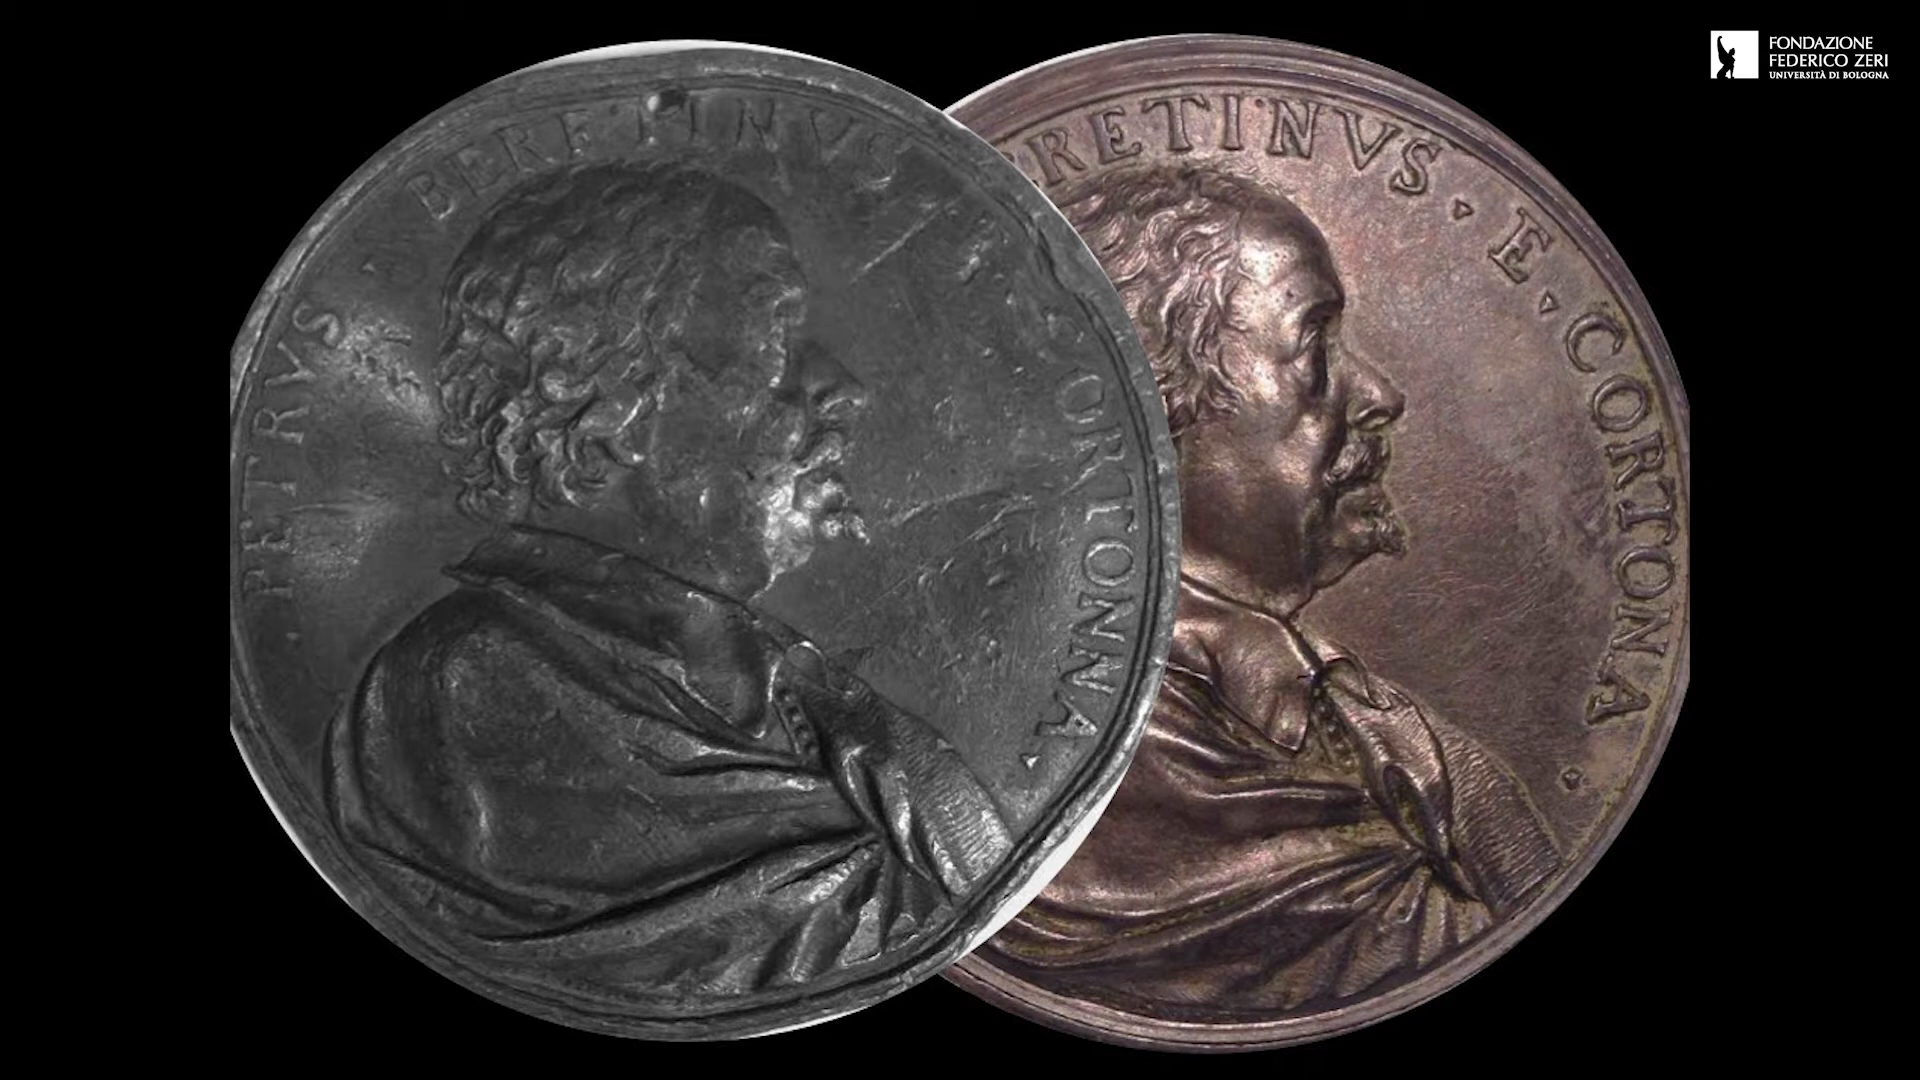 PETRVS BERETINVS E CORTONNA
RETINVS · E · CORTONA ·
FONDAZIONE
FEDERICO ZERI
UNIVERSITÀ DI BOLOGNA